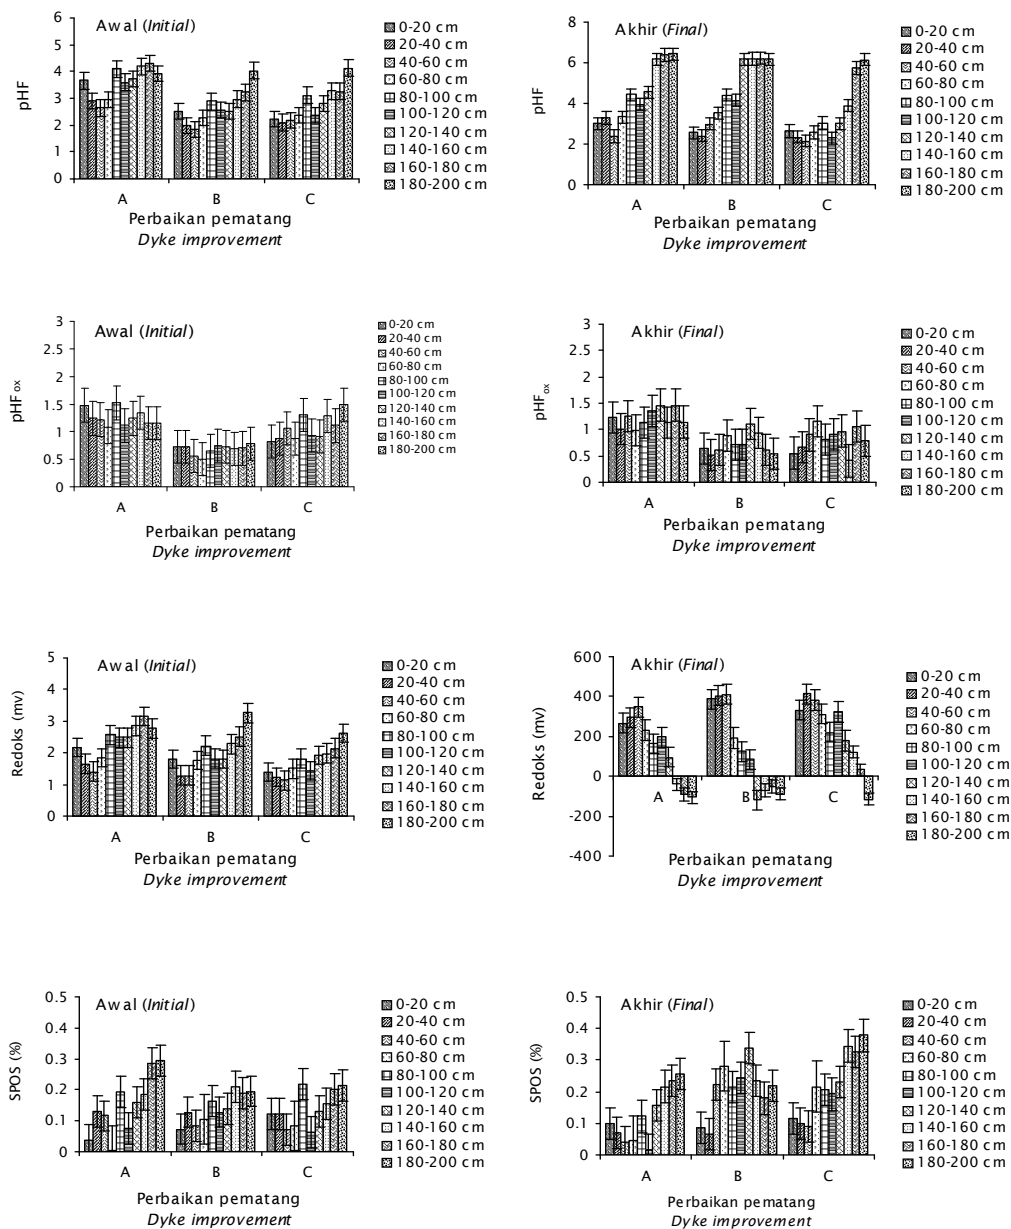 Awal (Initial)
pHF
6
5
4
3
2
1
0
A
B
C
Perbaikan pematang
Dyke improvement
0-20 cm
20-40 cm
40-60 cm
60-80 cm
80-100 cm
100-120 cm
120-140 cm
140-160 cm
160-180 cm
180-200 cm
Akhir (Final)
pHF
8
6
4
2
0
A
B
C
Perbaikan pematang
Dyke improvement
0-20 cm
20-40 cm
40-60 cm
60-80 cm
80-100 cm
100-120 cm
120-140 cm
140-160 cm
160-180 cm
180-200 cm
Awal (Initial)
pHFox
3
2.5
2
1.5
1
0.5
0
A
B
C
Perbaikan pematang
Dyke improvement
0-20 cm
20-40 cm
40-60 cm
60-80 cm
80-100 cm
100-120 cm
120-140 cm
140-160 cm
160-180 cm
180-200 cm
Akhir (Final)
pHFox
3
2.5
2
1.5
1
0.5
0
A
B
C
Perbaikan pematang
Dyke improvement
0-20 cm
20-40 cm
40-60 cm
60-80 cm
80-100 cm
100-120 cm
120-140 cm
140-160 cm
160-180 cm
180-200 cm
Awal (Initial)
Redoks (mv)
5
4
3
2
1
0
A
B
C
Perbaikan pematang
Dyke improvement
0-20 cm
20-40 cm
40-60 cm
60-80 cm
80-100 cm
100-120 cm
120-140 cm
140-160 cm
160-180 cm
180-200 cm
Akhir (Final)
Redoks (mv)
600
400
200
0
-200
-400
A
B
C
Perbaikan pematang
Dyke improvement
0-20 cm
20-40 cm
40-60 cm
60-80 cm
80-100 cm
100-120 cm
120-140 cm
140-160 cm
160-180 cm
180-200 cm
Awal (Initial)
SPOS (%)
0.5
0.4
0.3
0.2
0.1
0
A
B
C
Perbaikan pematang
Dyke improvement
0-20 cm
20-40 cm
40-60 cm
60-80 cm
80-100 cm
100-120 cm
120-140 cm
140-160 cm
160-180 cm
180-200 cm
Akhir (Final)
SPOS (%)
0.5
0.4
0.3
0.2
0.1
0
A
B
C
Perbaikan pematang
Dyke improvement
0-20 cm
20-40 cm
40-60 cm
60-80 cm
80-100 cm
100-120 cm
120-140 cm
140-160 cm
160-180 cm
180-200 cm